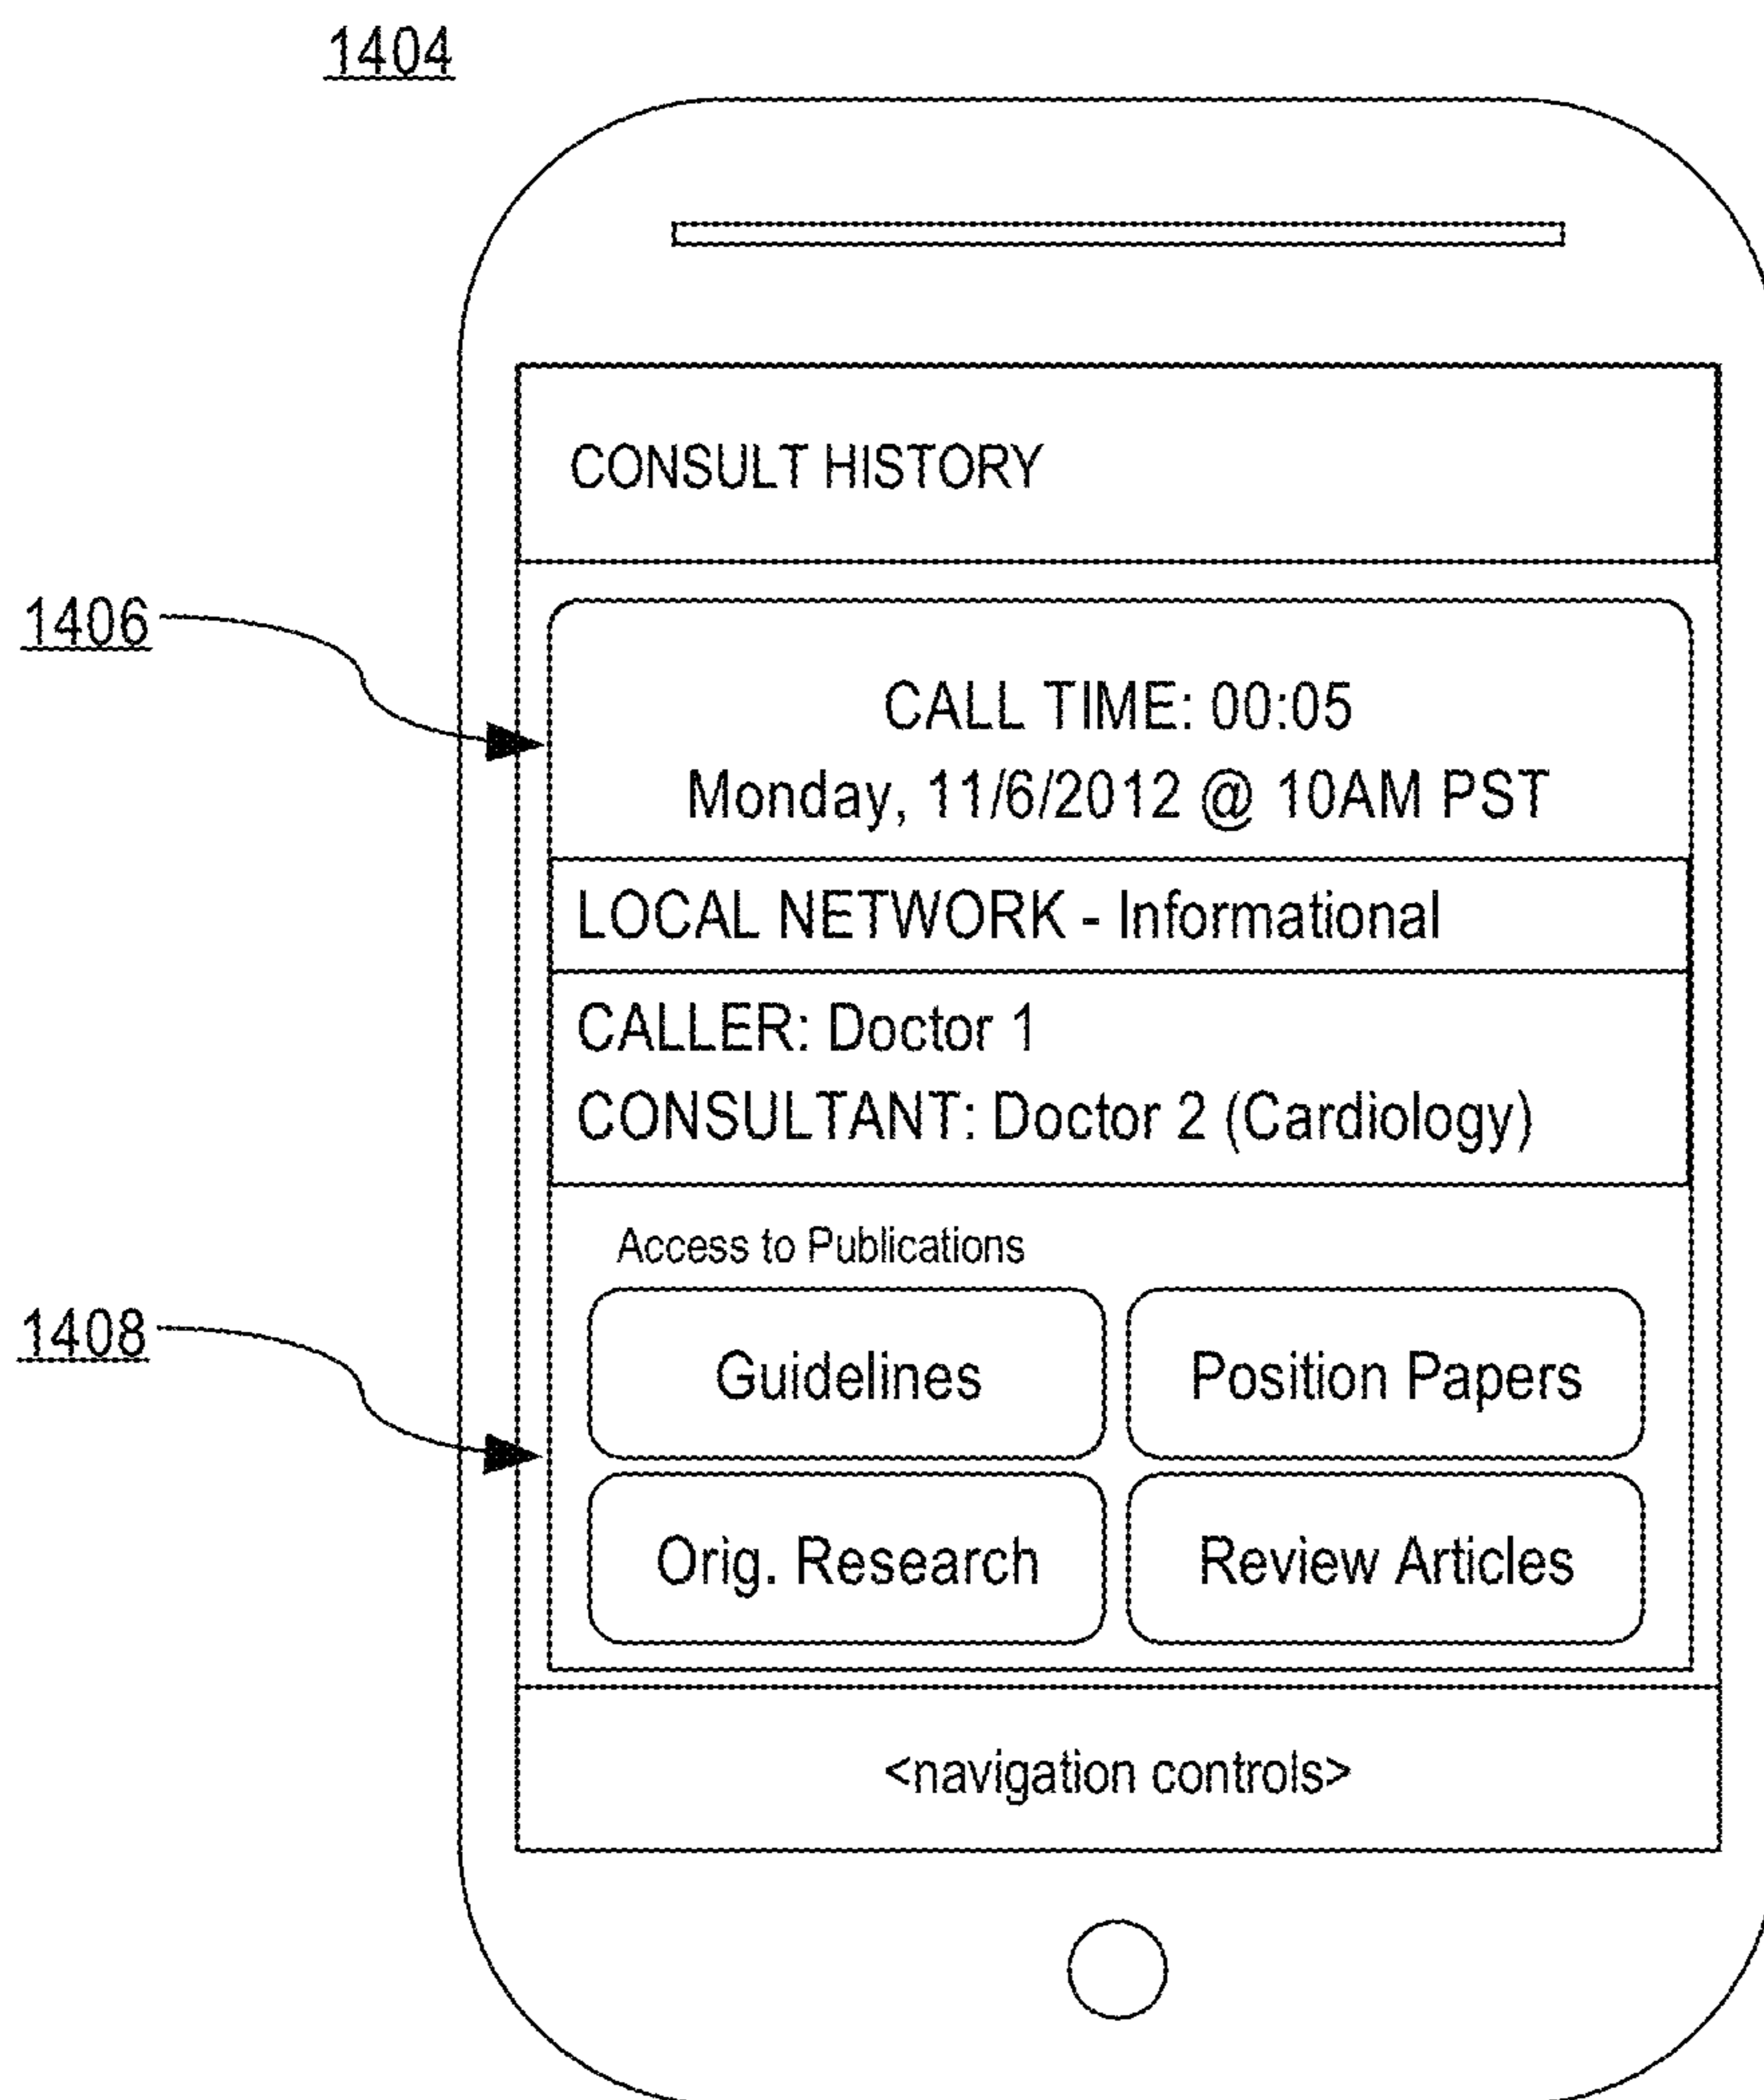 1404
CONSULT HISTORY
1406
CALL TIME: 00:05
Monday, 11/6/2012 @ 10AM PST
LOCAL NETWORK - Informational
CALLER: Doctor 1
CONSULTANT: Doctor 2 (Cardiology)
Access to Publications
1408
Guidelines
Position Papers
Orig. Research
Review Articles
<navigation controls>